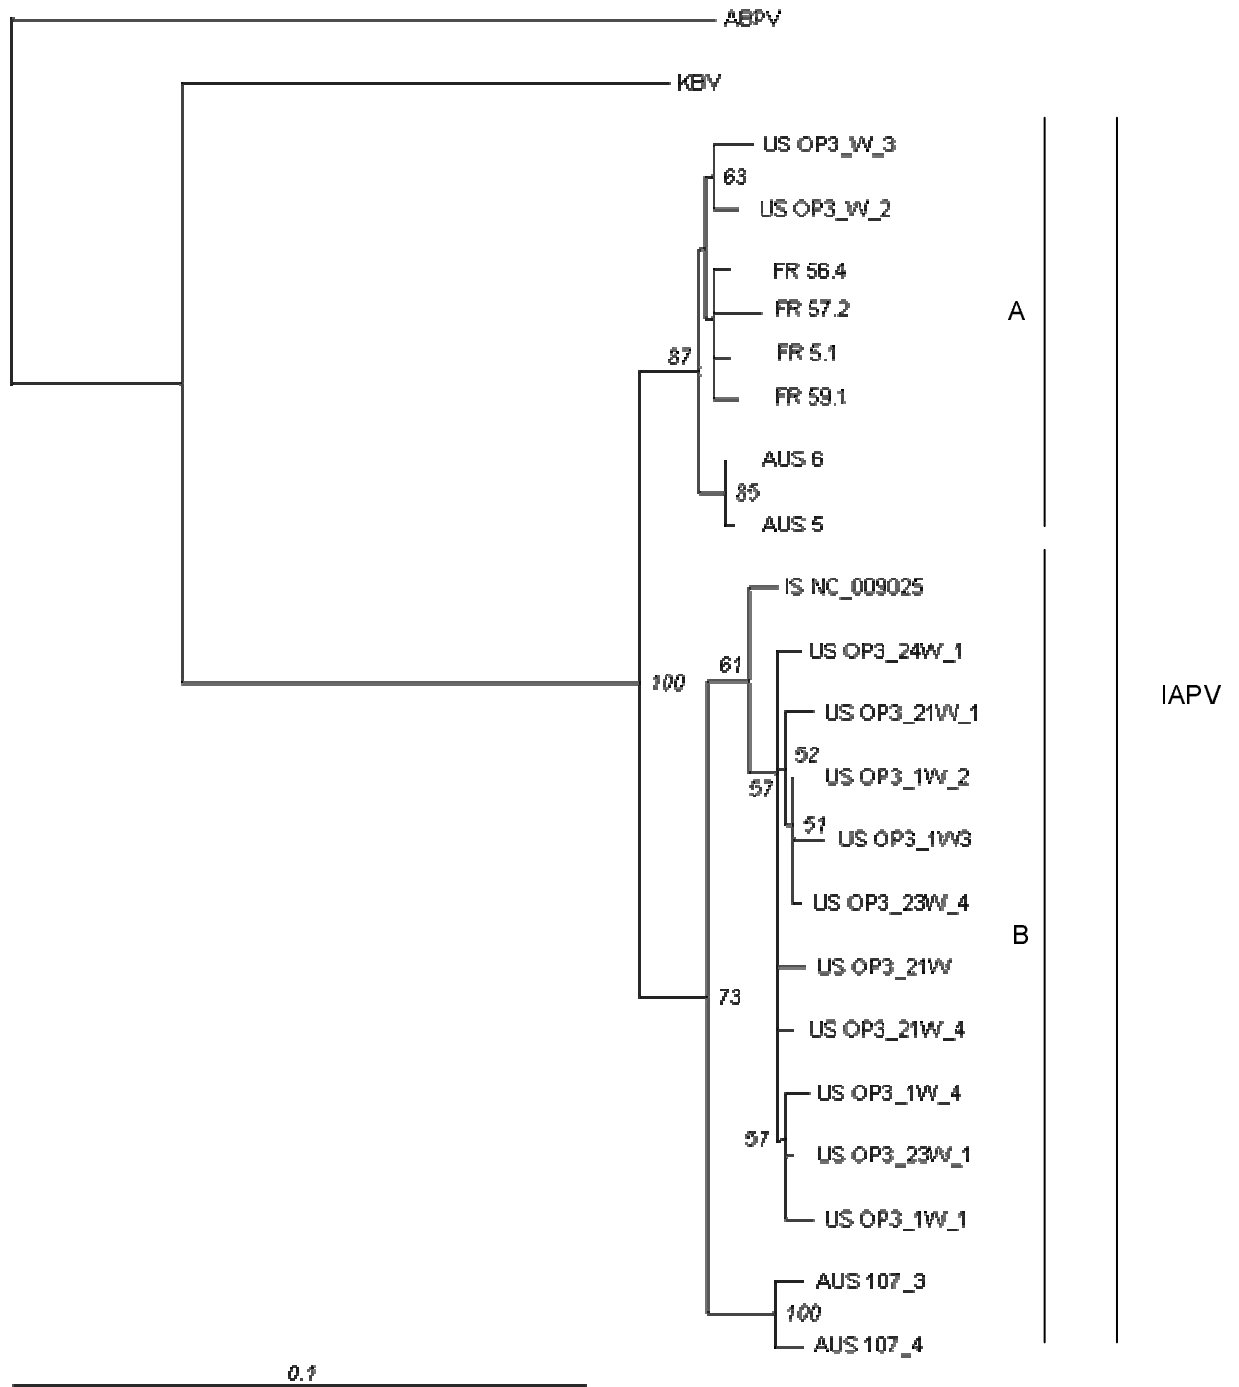 ABPV
KBV
US OP3_W_3
63
US OP3_W_2
FR 56.4
FR 57.2
A
87
FR 5.1
FR 59.1
AUS 6
85
AUS 5
IS NC_009025
US OP3_24W_1
61
100
IAPV
US OP3_21W_1
52
US OP3_1W_2
57
51
US OP3_1W3
US OP3_23W_4
B
US OP3_21W
73
US OP3_21W_4
US OP3_1W_4
57
US OP3_23W_1
US OP3_1W_1
AUS 107_3
100
AUS 107_4
0.1